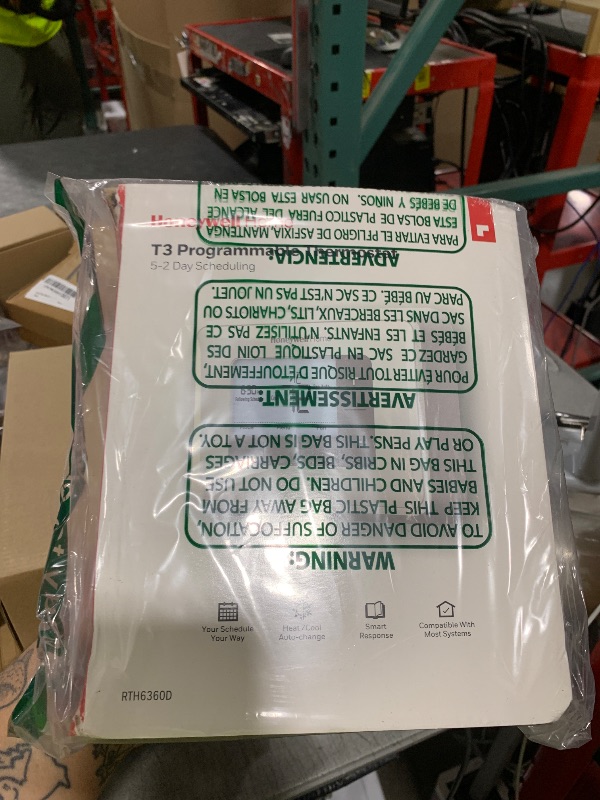 Honeywell Home
T3 Programmable Thermostat
5-2 Day Scheduling
WARNING:
TO AVOID DANGER OF SUFFOCATION,
KEEP THIS PLASTIC BAG AWAY FROM
BABIES AND CHILDREN. DO NOT USE
THIS BAG IN CRIBS, BEDS, CARRIAGES
OR PLAY PENS. THIS BAG IS NOT A TOY.
AVERTISSEMENT:
POUR ÉVITER TOUT RISQUE D'ÉTOUFFEMENT,
GARDEZ CE SAC EN PLASTIQUE LOIN DES
BÉBÉS ET LES ENFANTS. N'UTILISEZ PAS CE
SAC DANS LES BERCEAUX, LITS, CHARIOTS OU
PARC AU BÉBÉ. CE SAC N'EST PAS UN JOUET.
ADVERTENCIA:
PARA EVITAR EL PELIGRO DE ASFIXIA, MANTENGA
ESTA BOLSA DE PLASTICO FUERA DEL ALCANCE
DE BEBÉS Y NIÑOS. NO USAR ESTA BOLSA EN
Honeywell Home
Your Schedule
Your Way
Heat/Cool
Auto-change
Smart
Response
Compatible With
Most Systems
RTH6360D